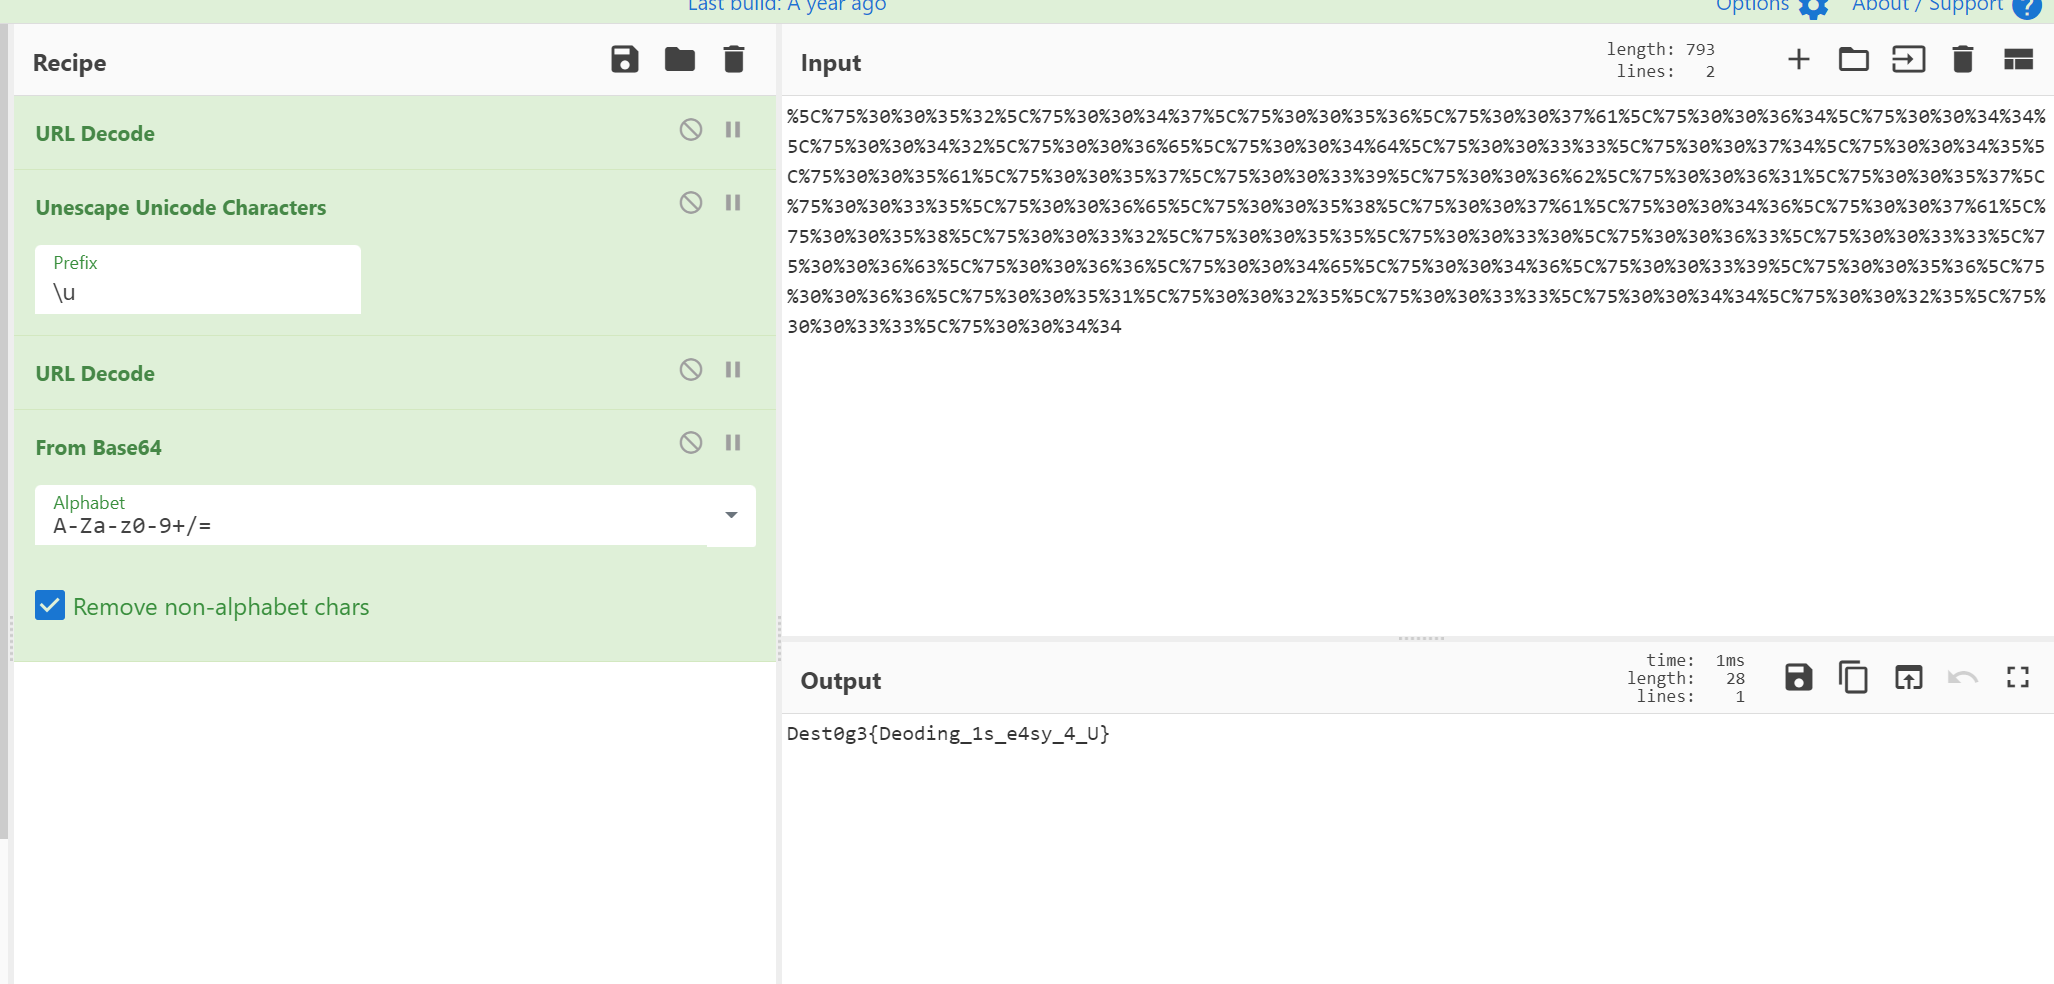 Last build: A year ago
Options
About / Support
Recipe
Input
length: 793
lines: 2
URL Decode
Unescape Unicode Characters
Prefix
\u
URL Decode
From Base64
Alphabet
A-Za-z0-9+/=
Remove non-alphabet chars
%5C%75%30%30%35%32%5C%75%30%30%34%37%5C%75%30%30%35%36%5C%75%30%30%37%61%5C%75%30%30%36%34%5C%75%30%30%34%34%
5C%75%30%30%34%32%5C%75%30%30%36%65%5C%75%30%30%34%64%5C%75%30%30%33%33%5C%75%30%30%37%34%5C%75%30%30%34%35%5
C%75%30%30%35%61%5C%75%30%30%35%37%5C%75%30%30%33%39%5C%75%30%30%36%62%5C%75%30%30%36%31%5C%75%30%30%35%37%5C
%75%30%30%33%35%5C%75%30%30%36%65%5C%75%30%30%35%38%5C%75%30%30%37%61%5C%75%30%30%34%36%5C%75%30%30%37%61%5C%
75%30%30%35%38%5C%75%30%30%33%32%5C%75%30%30%35%35%5C%75%30%30%33%30%5C%75%30%30%36%33%5C%75%30%30%33%33%5C%7
5%30%30%36%63%5C%75%30%30%36%36%5C%75%30%30%34%65%5C%75%30%30%34%36%5C%75%30%30%33%39%5C%75%30%30%35%36%5C%75
%30%30%36%36%5C%75%30%30%35%31%5C%75%30%30%32%35%5C%75%30%30%33%33%5C%75%30%30%34%34%5C%75%30%30%32%35%5C%75%
30%30%33%33%5C%75%30%30%34%34
Output
time: 1ms
length: 28
lines: 1
Dest0g3{Deoding_1s_e4sy_4_U}